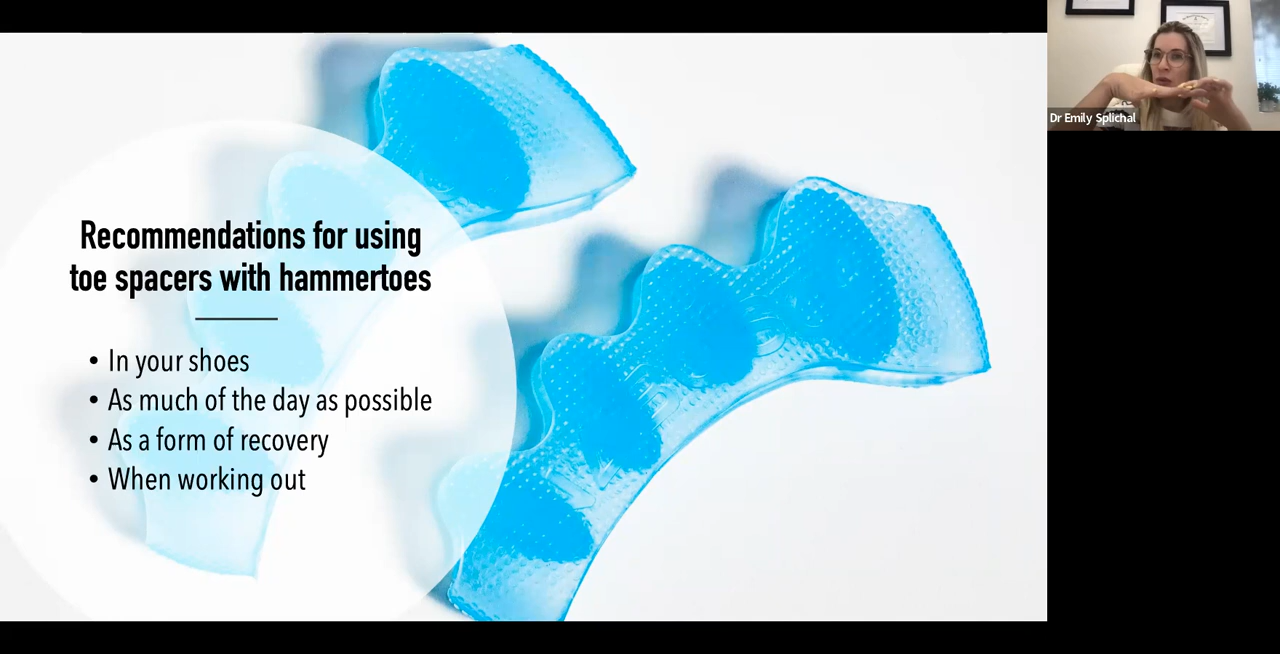 Recommendations for using
toe spacers with hammertoes
• In your shoes
• As much of the day as possible
• As a form of recovery
• When working out
Dr Emily Splichal